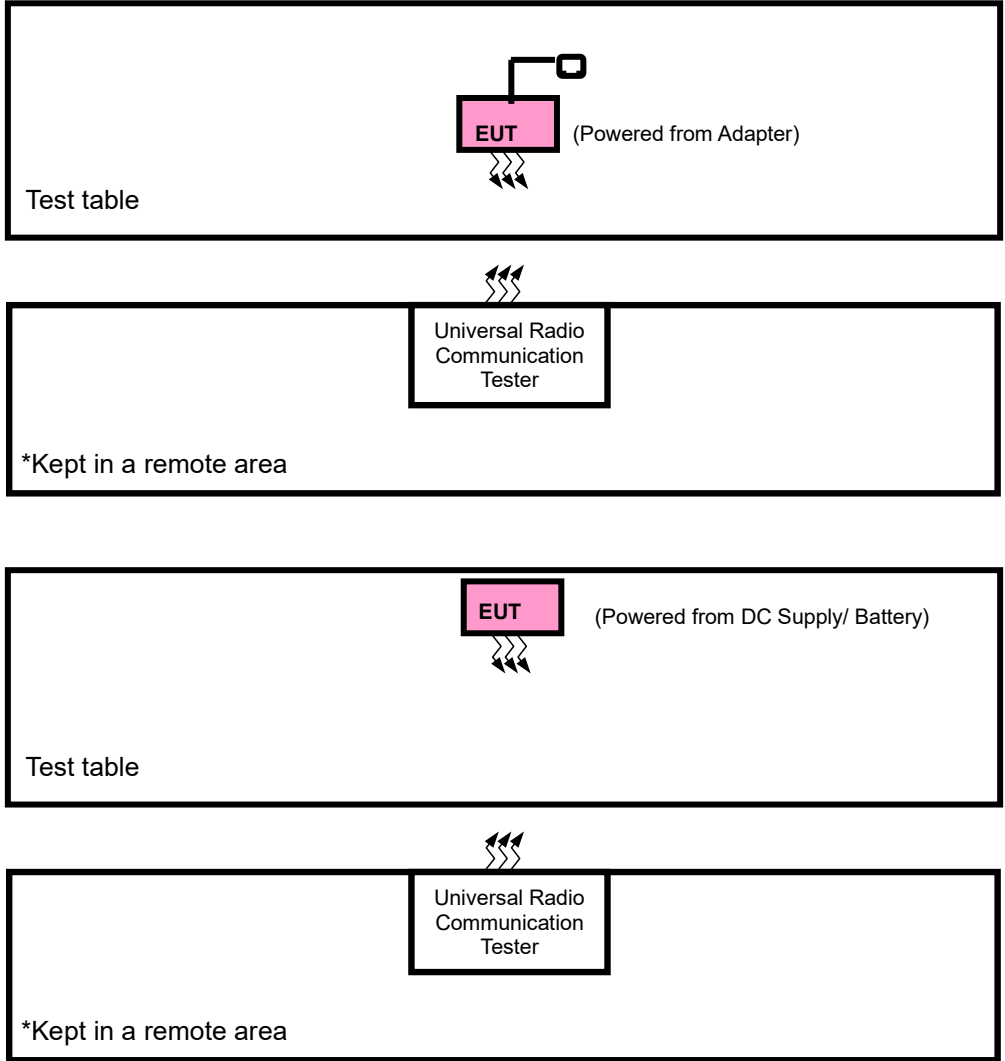 EUT
(Powered from Adapter)
Test table
Universal Radio
Communication
Tester
*Kept in a remote area
EUT
(Powered from DC Supply/ Battery)
Test table
Universal Radio
Communication
Tester
*Kept in a remote area